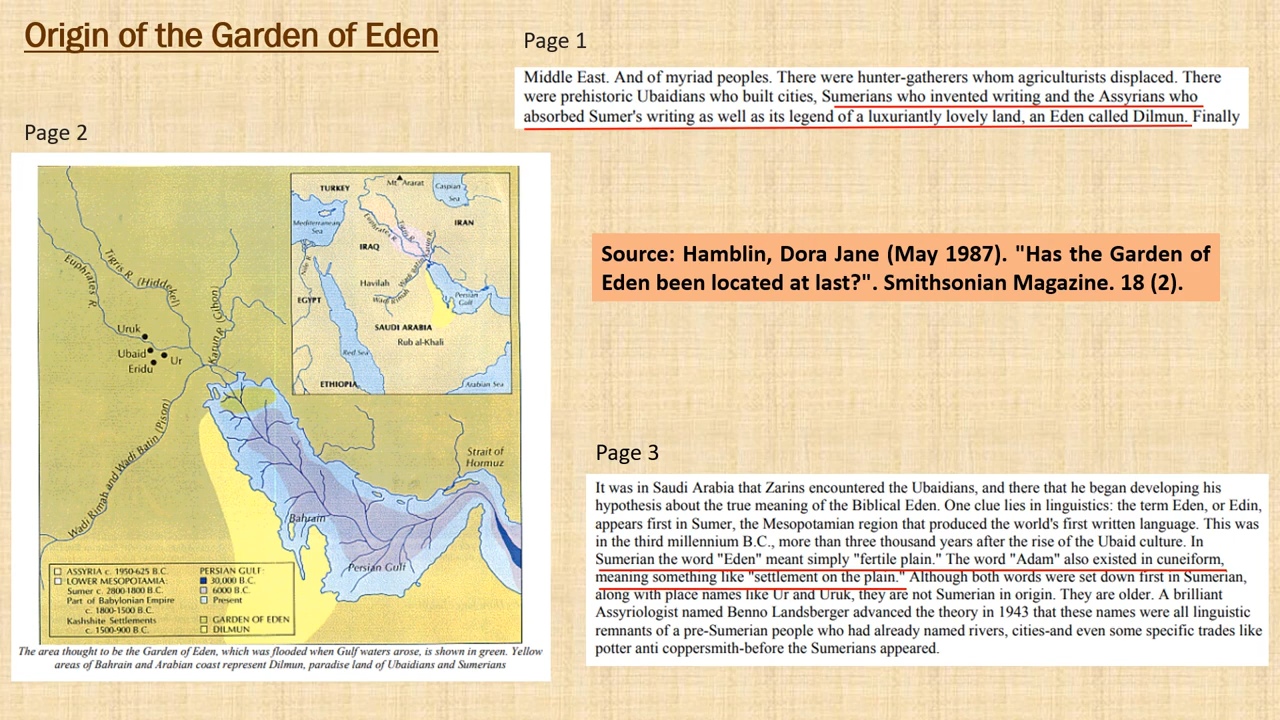 Origin of the Garden of Eden
Page 1
Middle East. And of myriad peoples. There were hunter-gatherers whom agriculturists displaced. There
were prehistoric Ubaidians who built cities, Sumerians who invented writing and the Assyrians who
absorbed Sumer's writing as well as its legend of a luxuriantly lovely land, an Eden called Dilmun. Finally
Page 2
TURKEY
Mt. Ararat
Caspian
Sea
Mediterranean
Sea
Euphrates R.
Tigris R.
Karun R.
IRAN
IRAQ
Nile R.
Havilah
Wadi Batin
Wadi Rimah
EGYPT
Persian
Gulf
SAUDI ARABIA
Rub al-Khali
Red Sea
ETHIOPIA
Arabian Sea
Euphrates R.
Tigris R. (Hiddekel)
Karun R. (Gihon)
Uruk
Ubaid
Ur
Eridu
Wadi Rimah and Wadi Batin (Pison)
Strait of
Hormuz
Bahrain
Persian Gulf
ASSYRIA c. 1950-625 B.C.
LOWER MESOPOTAMIA:
Sumer c. 2800-1800 B.C.
Part of Babylonian Empire
c. 1800-1500 B.C.
Kashshite Settlements
c. 1500-900 B.C.
PERSIAN GULF:
30,000 B.C.
6000 B.C.
Present
GARDEN OF EDEN
DILMUN
The area thought to be the Garden of Eden, which was flooded when Gulf waters arose, is shown in green. Yellow
areas of Bahrain and Arabian coast represent Dilmun, paradise land of Ubaidians and Sumerians
Source: Hamblin, Dora Jane (May 1987). "Has the Garden of
Eden been located at last?". Smithsonian Magazine. 18 (2).
Page 3
It was in Saudi Arabia that Zarins encountered the Ubaidians, and there that he began developing his
hypothesis about the true meaning of the Biblical Eden. One clue lies in linguistics: the term Eden, or Edin,
appears first in Sumer, the Mesopotamian region that produced the world's first written language. This was
in the third millennium B.C., more than three thousand years after the rise of the Ubaid culture. In
Sumerian the word "Eden" meant simply "fertile plain." The word "Adam" also existed in cuneiform,
meaning something like "settlement on the plain." Although both words were set down first in Sumerian,
along with place names like Ur and Uruk, they are not Sumerian in origin. They are older. A brilliant
Assyriologist named Benno Landsberger advanced the theory in 1943 that these names were all linguistic
remnants of a pre-Sumerian people who had already named rivers, cities-and even some specific trades like
potter anti coppersmith-before the Sumerians appeared.